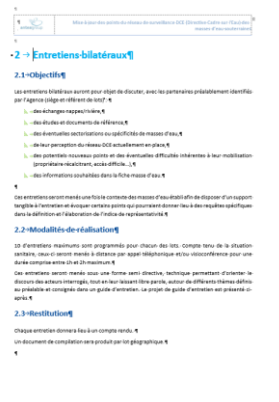 Mise à jour des points du réseau de surveillance DCE (Directive Cadre sur l'Eau) des
masses d'eau souterraine
2 → Entretiens·bilatéraux¶
2.1→Objectifs¶
Les entretiens bilatéraux auront pour objet de discuter, avec les partenaires préalablement identifiés
par l'Agence (siège et référent de lots) :¶
des échanges nappes/rivière,¶
des études et documents de référence,¶
des éventuelles sectorisations ou spécificités de masses d'eau,¶
de leur perception du réseau DCE actuellement en place,¶
des potentiels nouveaux points et des éventuelles difficultés inhérentes à leur mobilisation
(propriétaire récalcitrant, accès difficile…),¶
des informations souhaitées dans la fiche masse d'eau.¶
¶
Ces entretiens seront menés une fois le contexte des masses d'eau établi afin de disposer d'un support
tangible à l'entretien et évoquer certains points qui pourraient donner lieu à des requêtes spécifiques
dans la définition et l'élaboration de l'indice de représentativité.¶
2.2→Modalités·de·réalisation¶
10 d'entretiens maximums sont programmés pour chacun des lots. Compte tenu de la situation
sanitaire, ceux-ci seront menés à distance par appel téléphonique et/ou visioconférence pour une
durée comprise entre 1h et 2h maximum.¶
Ces entretiens seront menés sous une forme semi directive, technique permettant d'orienter le
discours des acteurs interrogés, tout en leur laissant libre parole, autour de différents thèmes définis
au préalable et consignés dans un guide d'entretien. Le projet de guide d'entretien est présenté ci-
après.¶
2.3→Restitution¶
Chaque entretien donnera lieu à un compte rendu. ¶
Un document de compilation sera produit par lot géographique.¶
¶